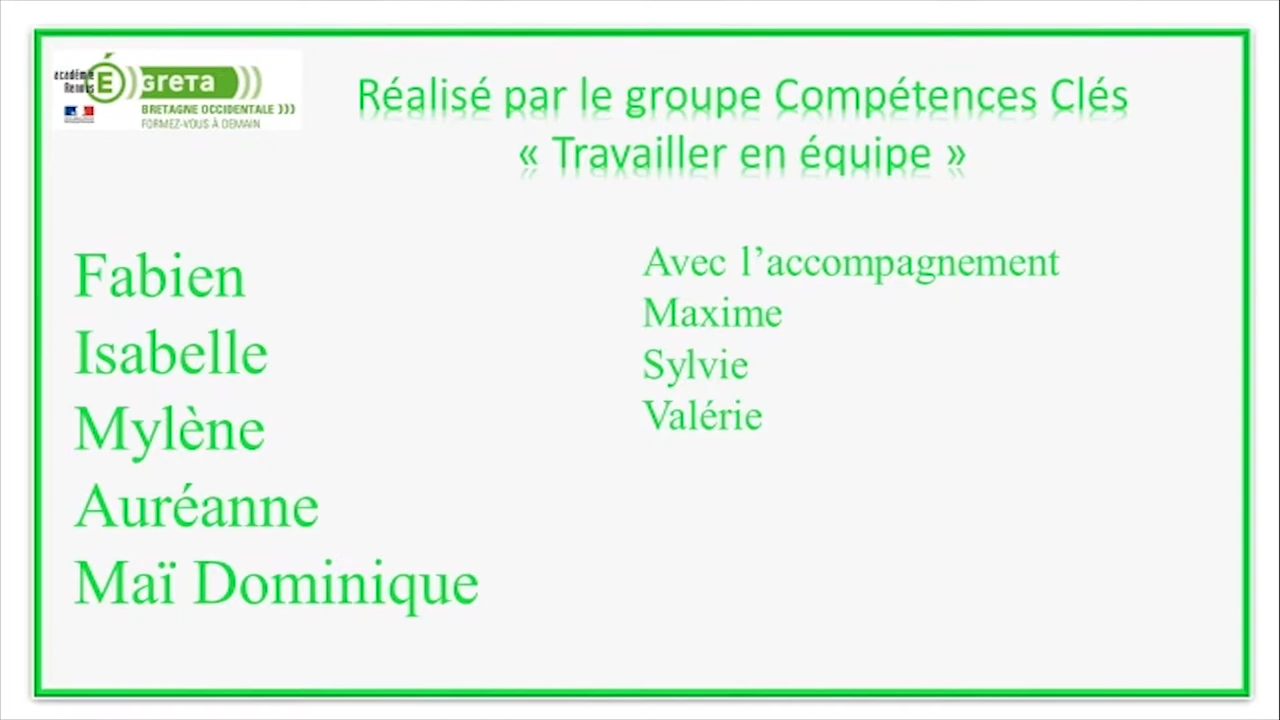 académie
Rennes
É
GRETA
BRETAGNE OCCIDENTALE
FORMEZ-VOUS À DEMAIN
Réalisé par le groupe Compétences Clés
« Travailler en équipe »
Fabien
Isabelle
Mylène
Auréanne
Maï Dominique
Avec l’accompagnement
Maxime
Sylvie
Valérie